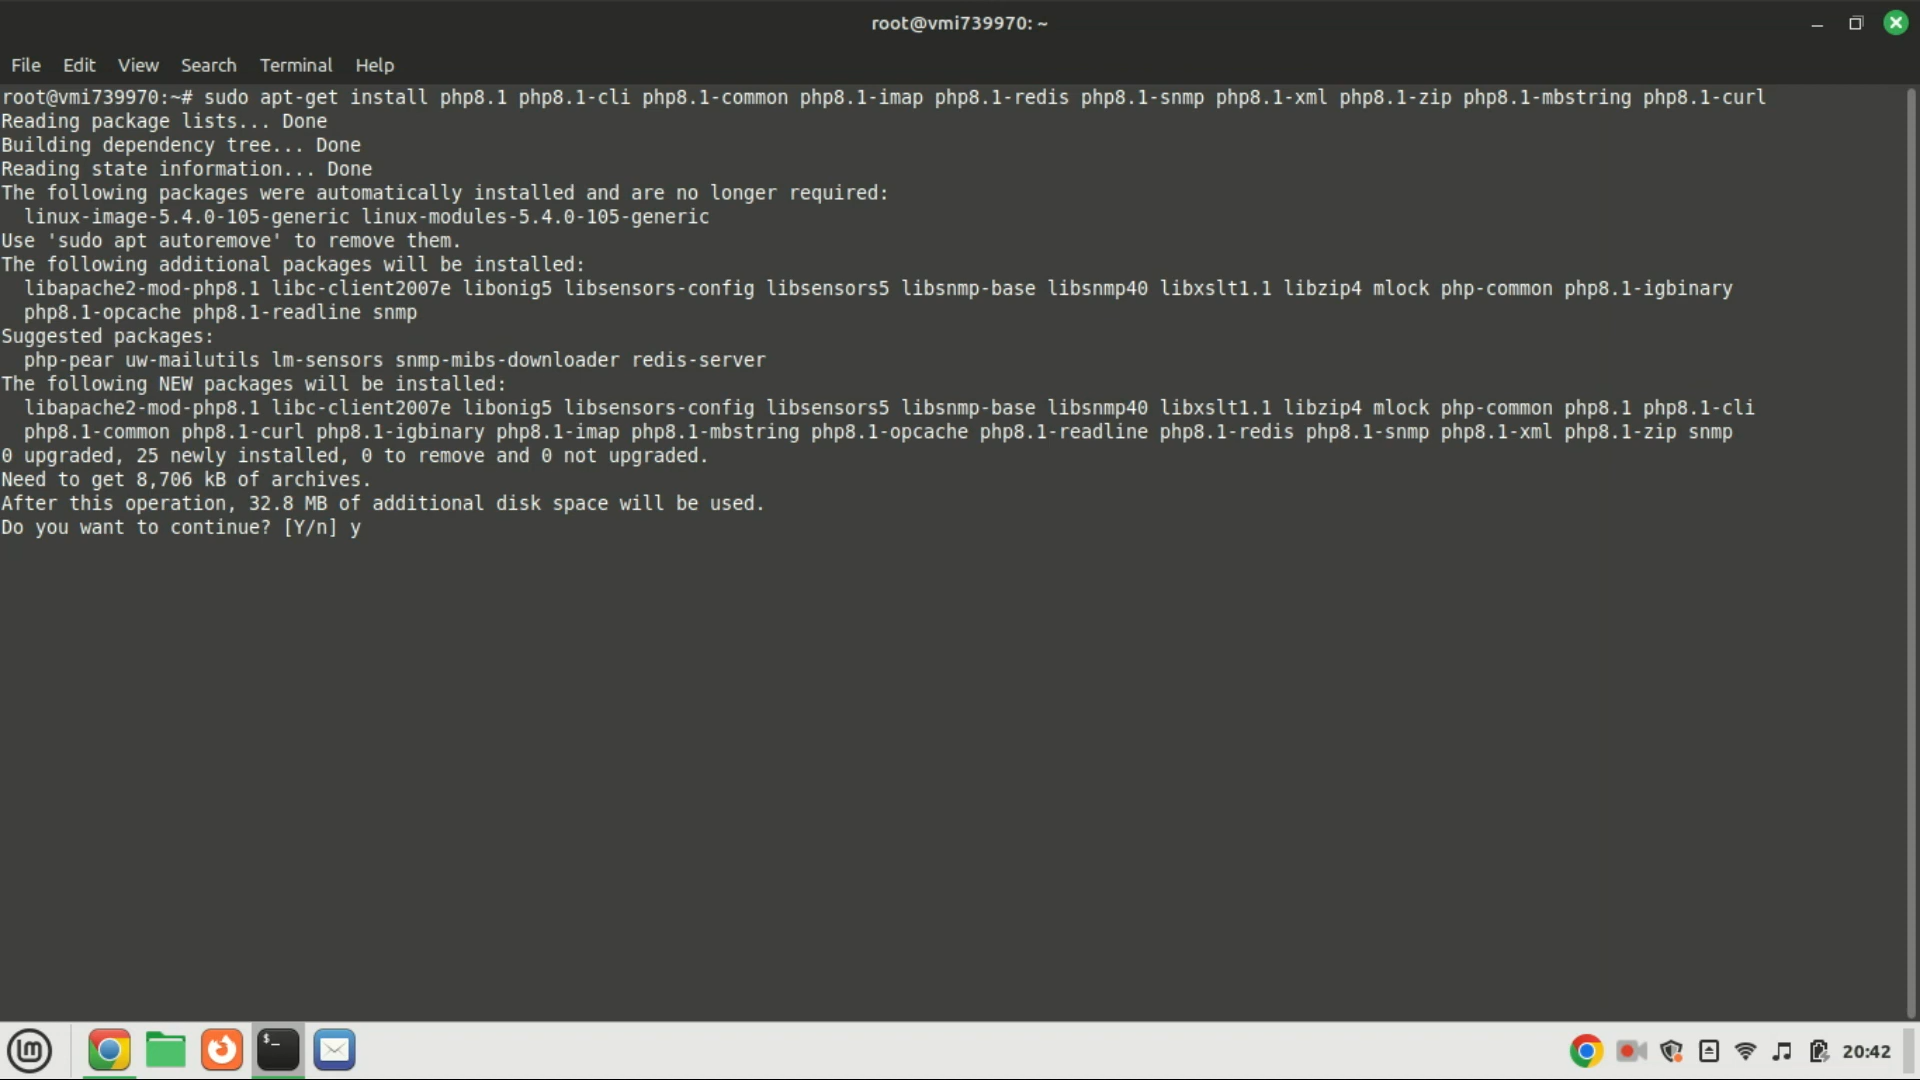 root@vmi739970: ~
File Edit View Search Terminal Help
root@vmi739970:~# sudo apt-get install php8.1 php8.1-cli php8.1-common php8.1-imap php8.1-redis php8.1-snmp php8.1-xml php8.1-zip php8.1-mbstring php8.1-curl
Reading package lists... Done
Building dependency tree... Done
Reading state information... Done
The following packages were automatically installed and are no longer required:
linux-image-5.4.0-105-generic linux-modules-5.4.0-105-generic
Use 'sudo apt autoremove' to remove them.
The following additional packages will be installed:
libapache2-mod-php8.1 libc-client2007e libonig5 libsensors-config libsensors5 libsnmp-base libsnmp40 libxslt1.1 libzip4 mlock php-common php8.1-igbinary
php8.1-opcache php8.1-readline snmp
Suggested packages:
php-pear uw-mailutils lm-sensors snmp-mibs-downloader redis-server
The following NEW packages will be installed:
libapache2-mod-php8.1 libc-client2007e libonig5 libsensors-config libsensors5 libsnmp-base libsnmp40 libxslt1.1 libzip4 mlock php-common php8.1 php8.1-cli
php8.1-common php8.1-curl php8.1-igbinary php8.1-imap php8.1-mbstring php8.1-opcache php8.1-readline php8.1-redis php8.1-snmp php8.1-xml php8.1-zip snmp
0 upgraded, 25 newly installed, 0 to remove and 0 not upgraded.
Need to get 8,706 kB of archives.
After this operation, 32.8 MB of additional disk space will be used.
Do you want to continue? [Y/n] y
$_
20:42